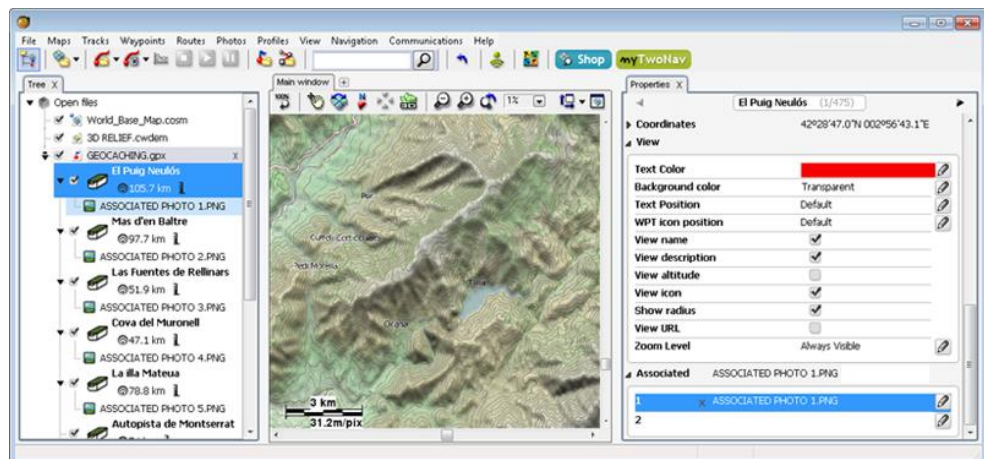 File Maps Tracks Waypoints Routes Photos Profiles View Navigation Communications Help
Shop
myTwoNav
Tree X
Open files
World_Base_Map.cosm
3D RELIEF.cwdem
GEOCACHING.gpx x
El Puig Neulós
105.7 km
ASSOCIATED PHOTO 1.PNG
Mas d'en Baltre
97.7 km
ASSOCIATED PHOTO 2.PNG
Las Fuentes de Rellinars
51.9 km
ASSOCIATED PHOTO 3.PNG
Cova del Muronell
47.1 km
ASSOCIATED PHOTO 4.PNG
La illa Mateua
78.8 km
ASSOCIATED PHOTO 5.PNG
Autopista de Montserrat
Main window
100%
1%
3 km
31.2m/pix
Properties X
El Puig Neulós (1/475)
Coordinates 42º28'47.0"N 002º56'43.1"E
View
Text Color
Background color Transparent
Text Position Default
WPT icon position Default
View name
View description
View altitude
View icon
Show radius
View URL
Zoom Level Always Visible
Associated ASSOCIATED PHOTO 1.PNG
1 x ASSOCIATED PHOTO 1.PNG
2